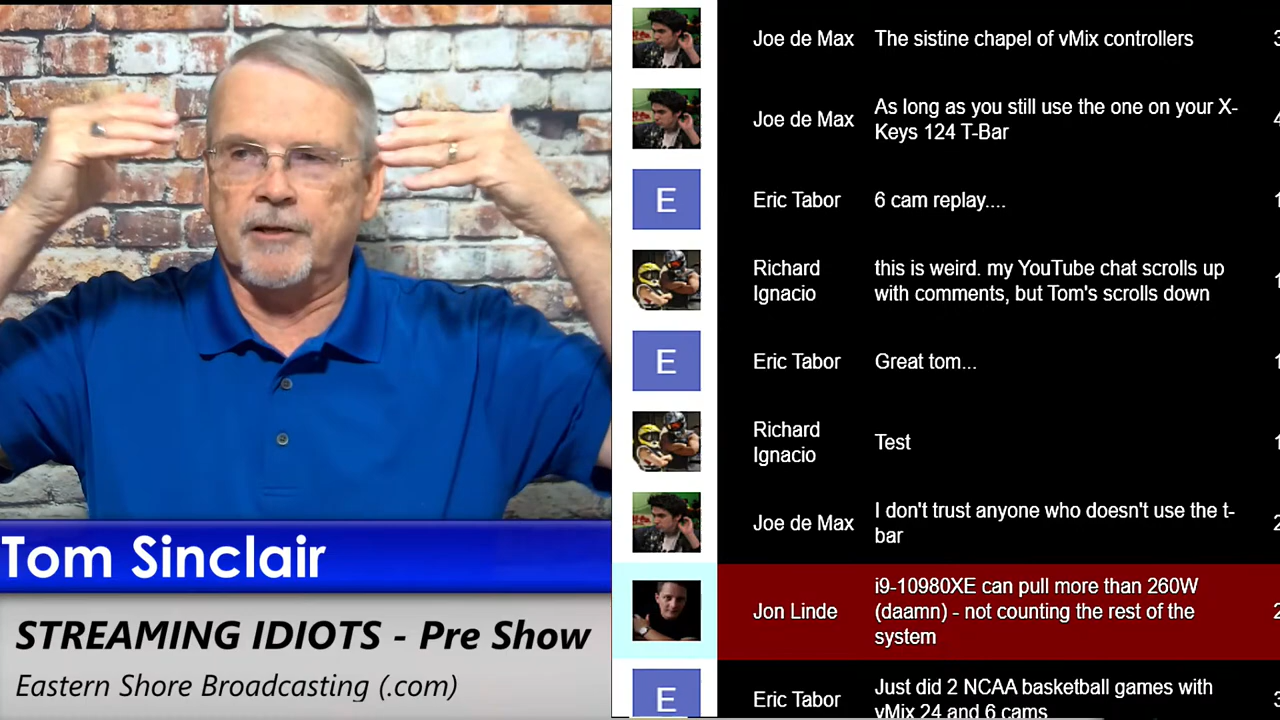 Joe de Max
The sistine chapel of vMix controllers
Joe de Max
As long as you still use the one on your X-
Keys 124 T-Bar
E
Eric Tabor
6 cam replay....
Richard
Ignacio
this is weird. my YouTube chat scrolls up
with comments, but Tom's scrolls down
E
Eric Tabor
Great tom...
Richard
Ignacio
Test
Joe de Max
I don't trust anyone who doesn't use the t-
bar
Jon Linde
i9-10980XE can pull more than 260W
(daamn) - not counting the rest of the
system
E
Eric Tabor
Just did 2 NCAA basketball games with
vMix 24 and 6 cams
Tom Sinclair
STREAMING IDIOTS - Pre Show
Eastern Shore Broadcasting (.com)